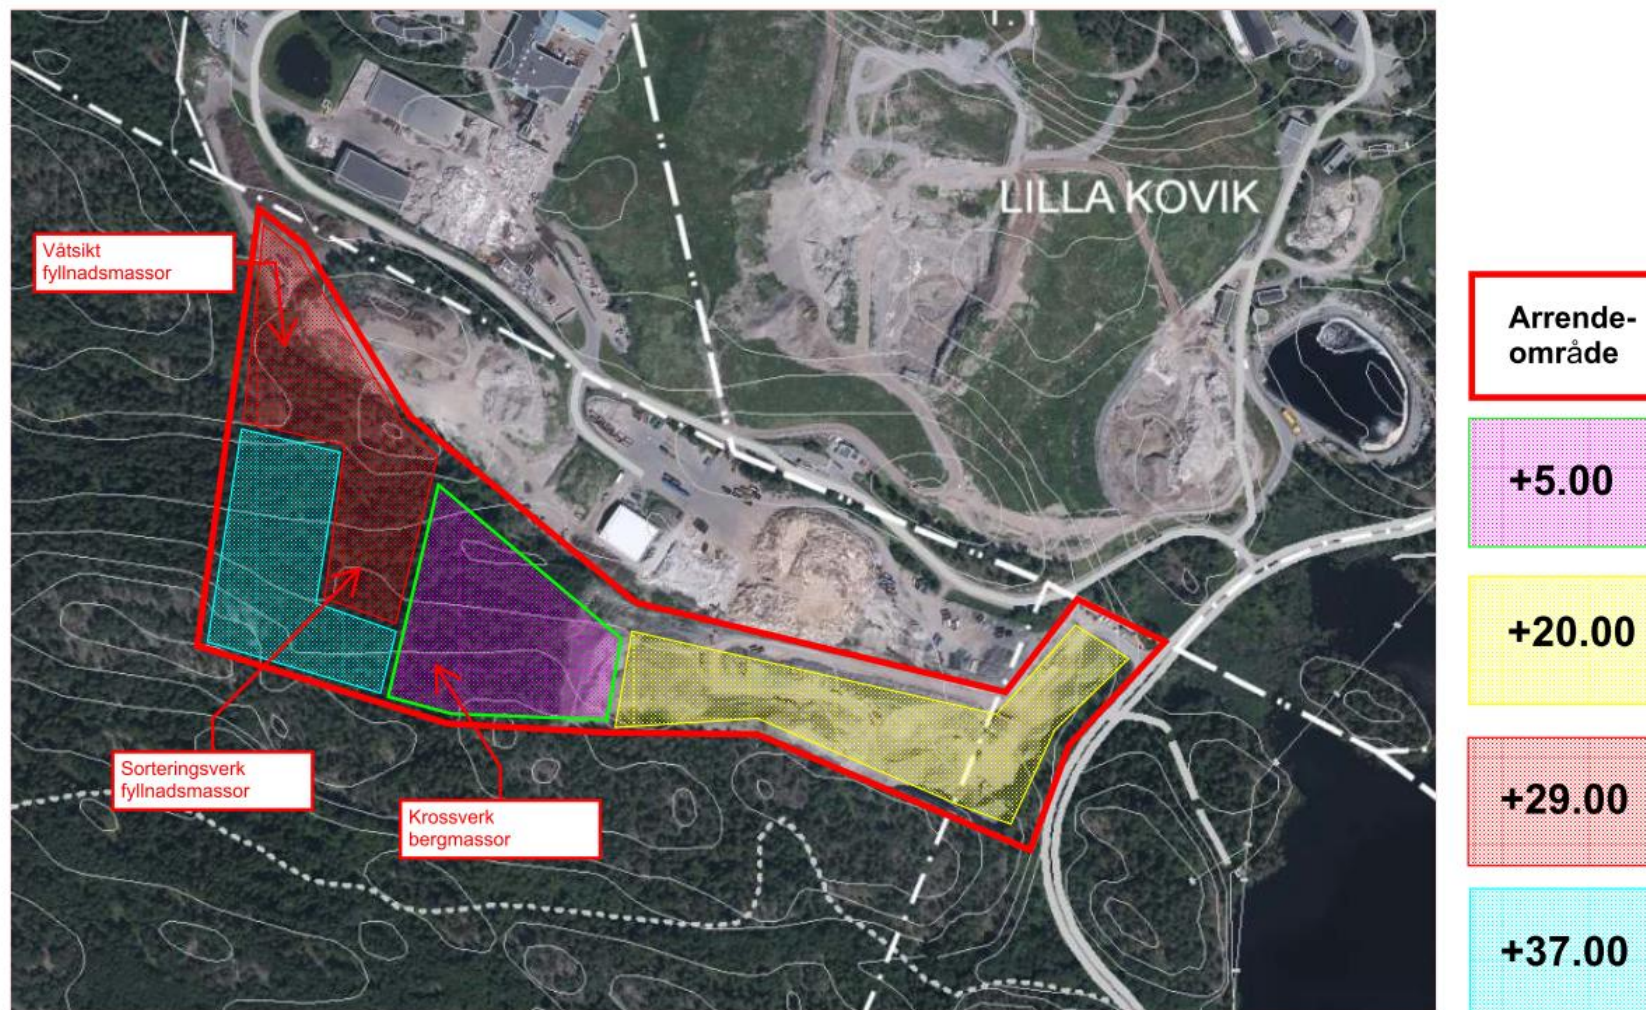 LILLA KOVIK
Våtsikt
fyllnadsmassor
Sorteringsverk
fyllnadsmassor
Krossverk
bergmassor
Arrende-
område
+5.00
+20.00
+29.00
+37.00